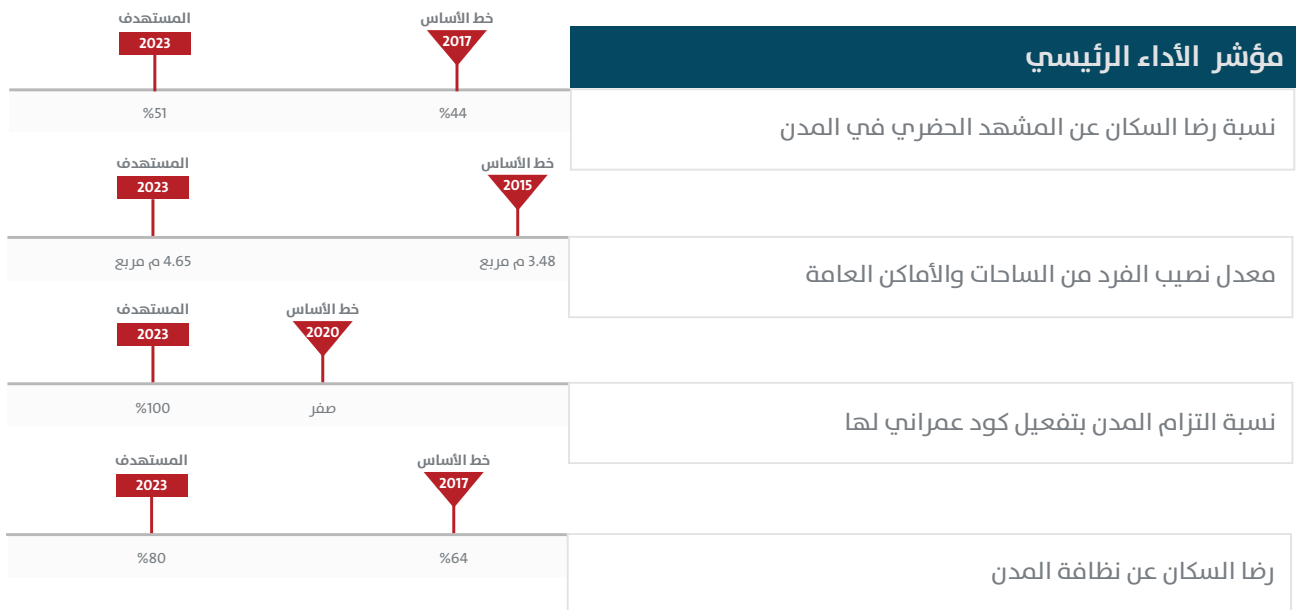 مؤشر الأداء الرئيسي
خط الأساس
المستهدف
2017
2023
نسبة رضا السكان عن المشهد الحضري في المدن
%44
%51
خط الأساس
المستهدف
2015
2023
معدل نصيب الفرد من الساحات والأماكن العامة
3.48 م مربع
4.65 م مربع
خط الأساس
المستهدف
2020
2023
نسبة التزام المدن بتفعيل كود عمراني لها
صفر
%100
خط الأساس
المستهدف
2017
2023
رضا السكان عن نظافة المدن
%64
%80